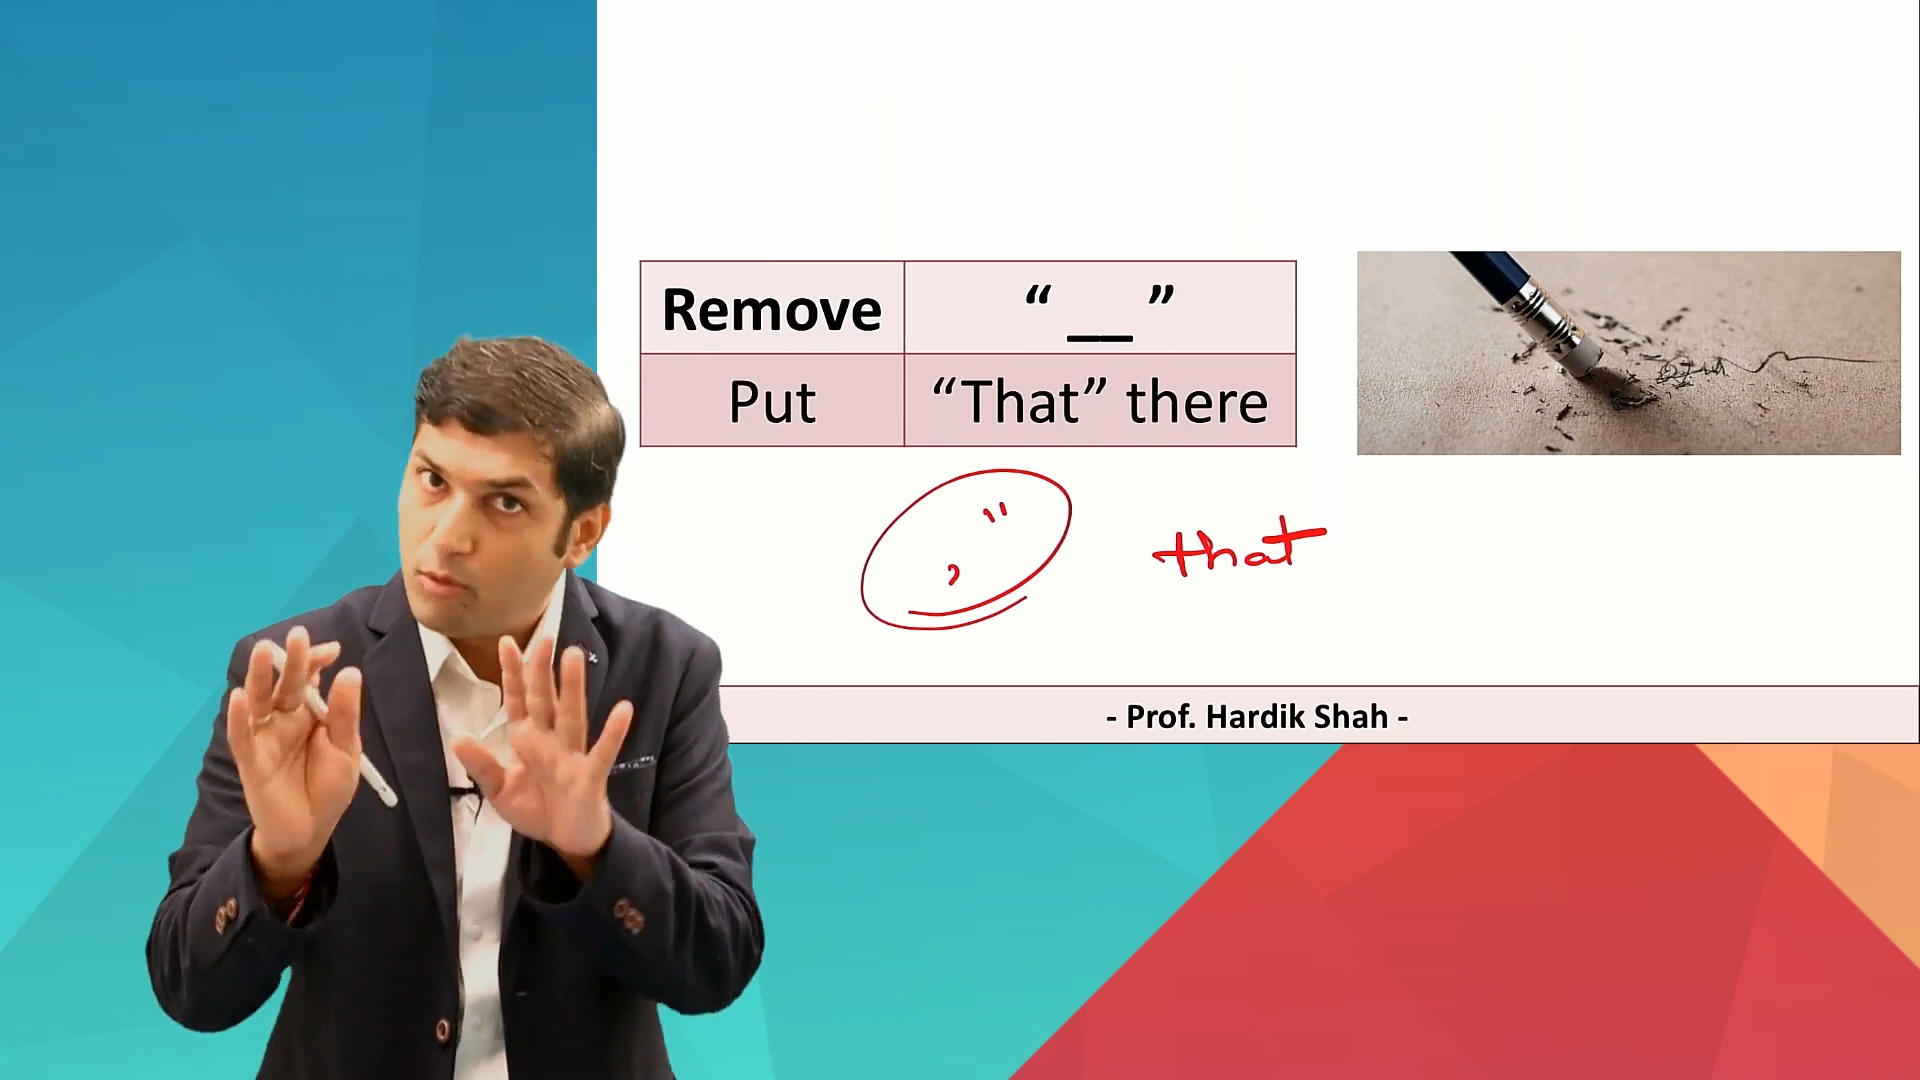 Remove “ __ ”
Put “That” there
, "
that
- Prof. Hardik Shah -